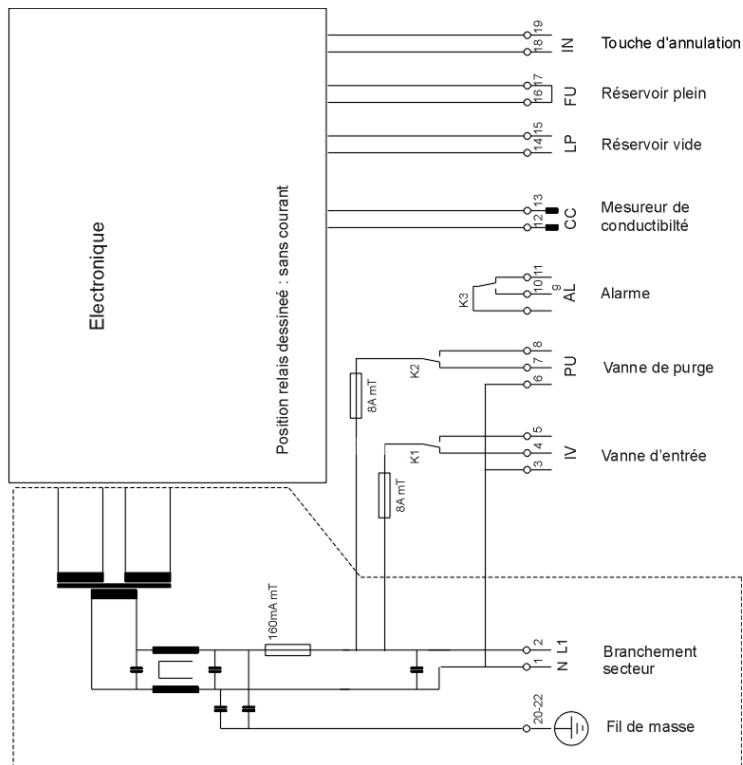 Electronique
Position relais dessineé : sans courant
19
18
IN
Touche d'annulation
17
16
FU
Réservoir plein
15
14
LP
Réservoir vide
13
12
CC
Mesureur de
conductibilté
11
10
9
AL
K3
Alarme
8
7
6
PU
K2
8A mT
Vanne de purge
5
4
3
IV
K1
8A mT
Vanne d'entrée
160mA mT
2
1
L1
N
Branchement
secteur
20-22
Fil de masse